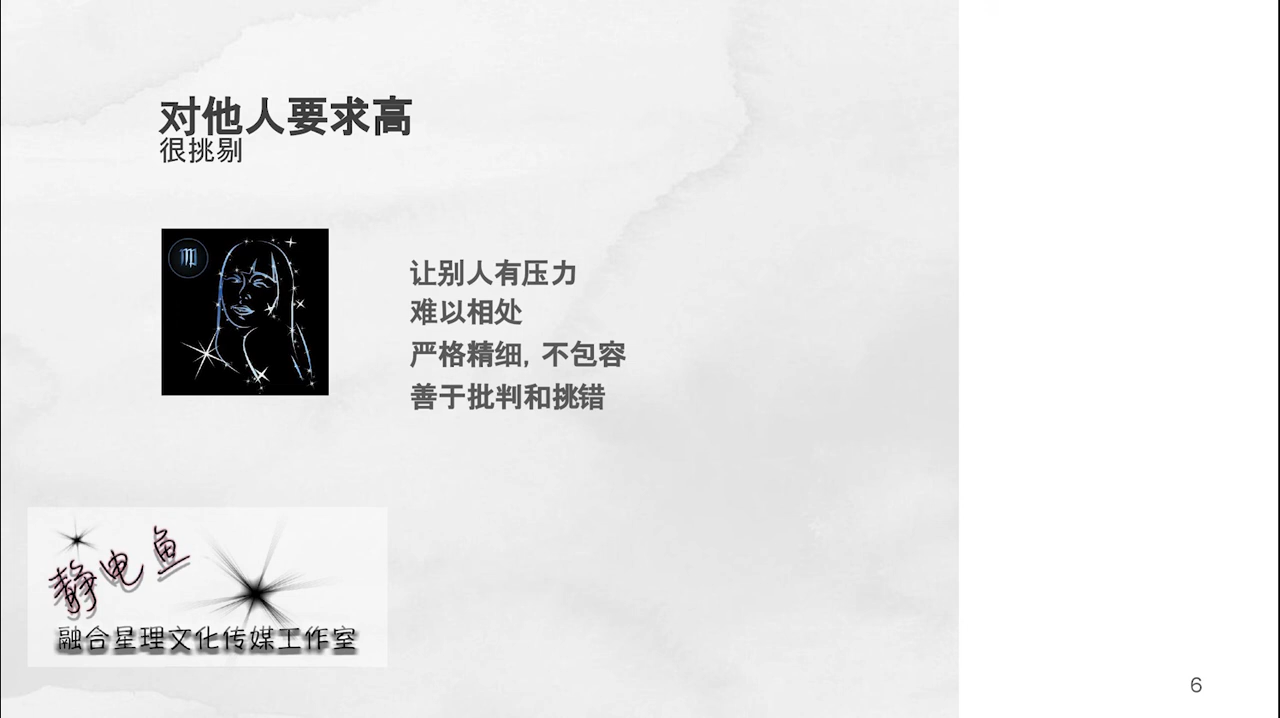 对他人要求高
很挑剔
让别人有压力
难以相处
严格精细，不包容
善于批判和挑错
静电鱼
融合星理文化传媒工作室
6